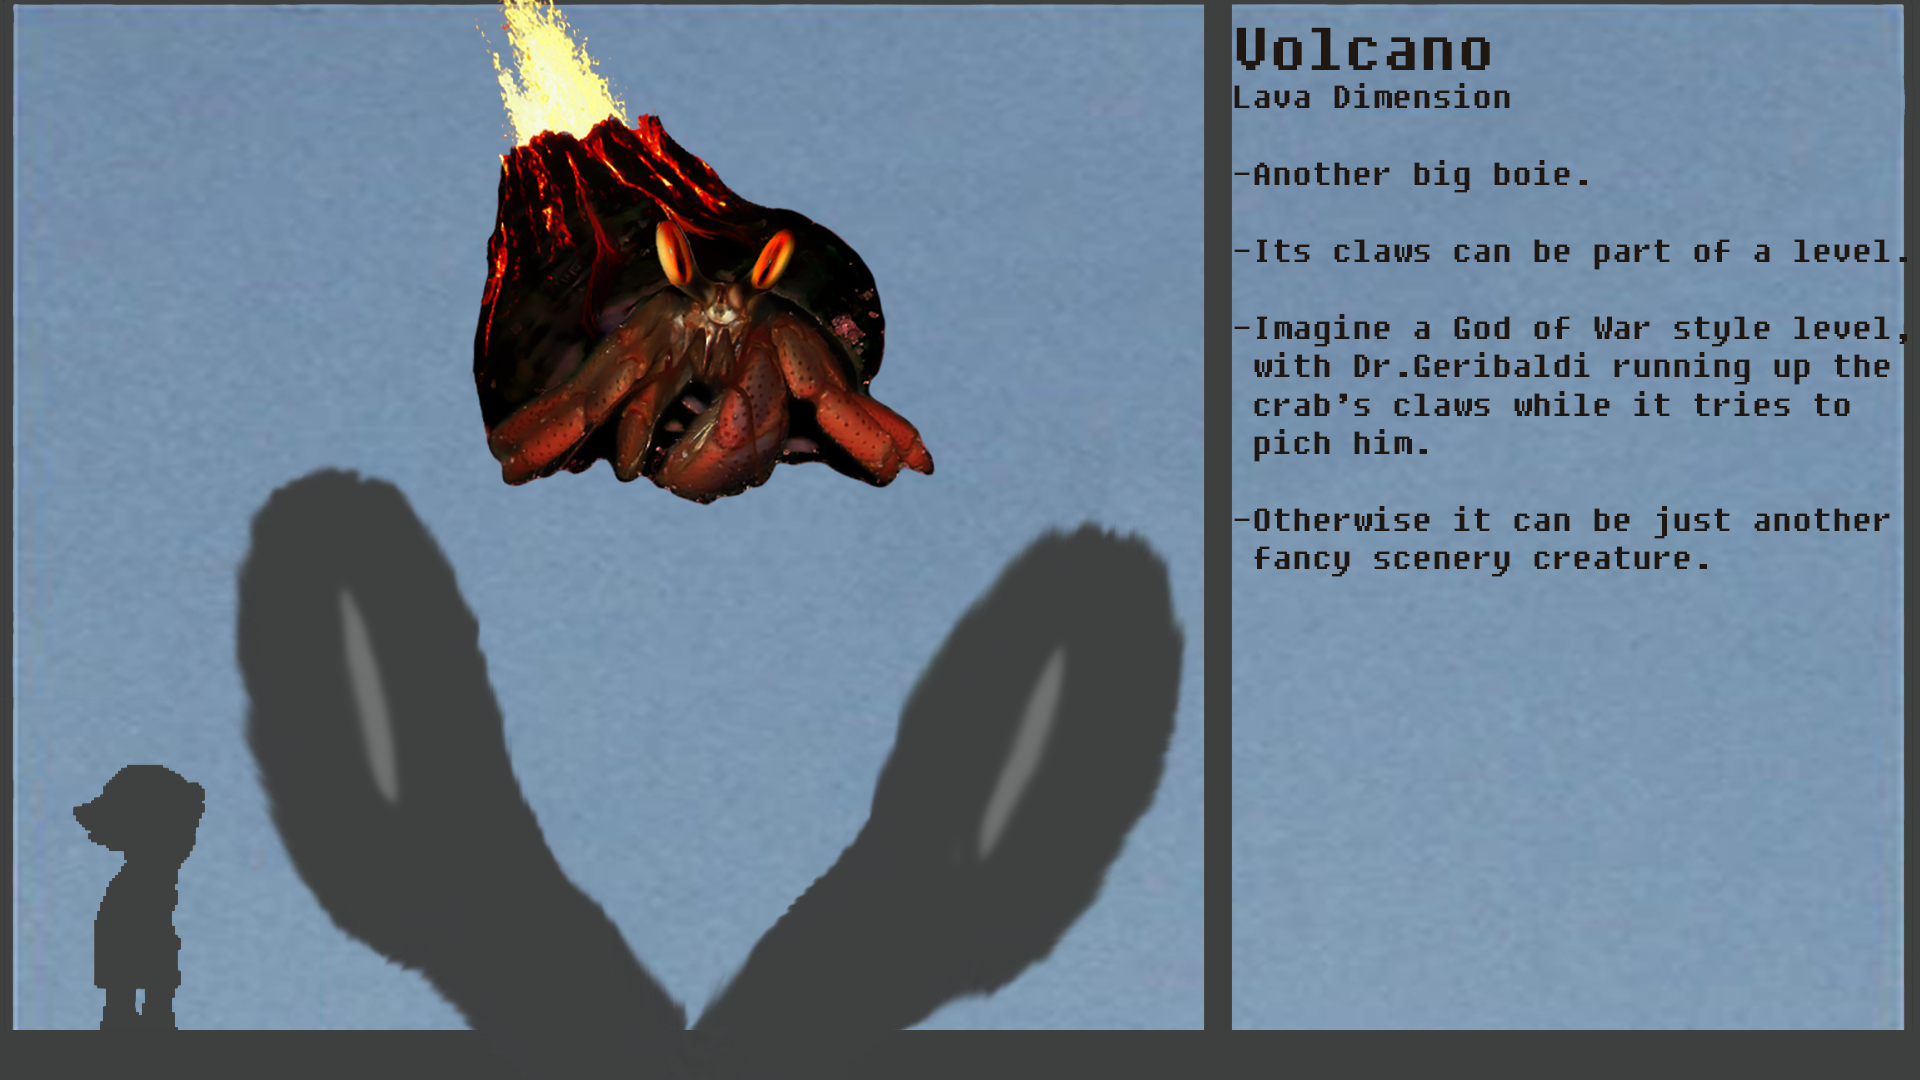 Volcano
Lava Dimension
-Another big boie.
-Its claws can be part of a level.
-Imagine a God of War style level,
with Dr.Geribaldi running up the
crab's claws while it tries to
pich him.
-Otherwise it can be just another
fancy scenery creature.